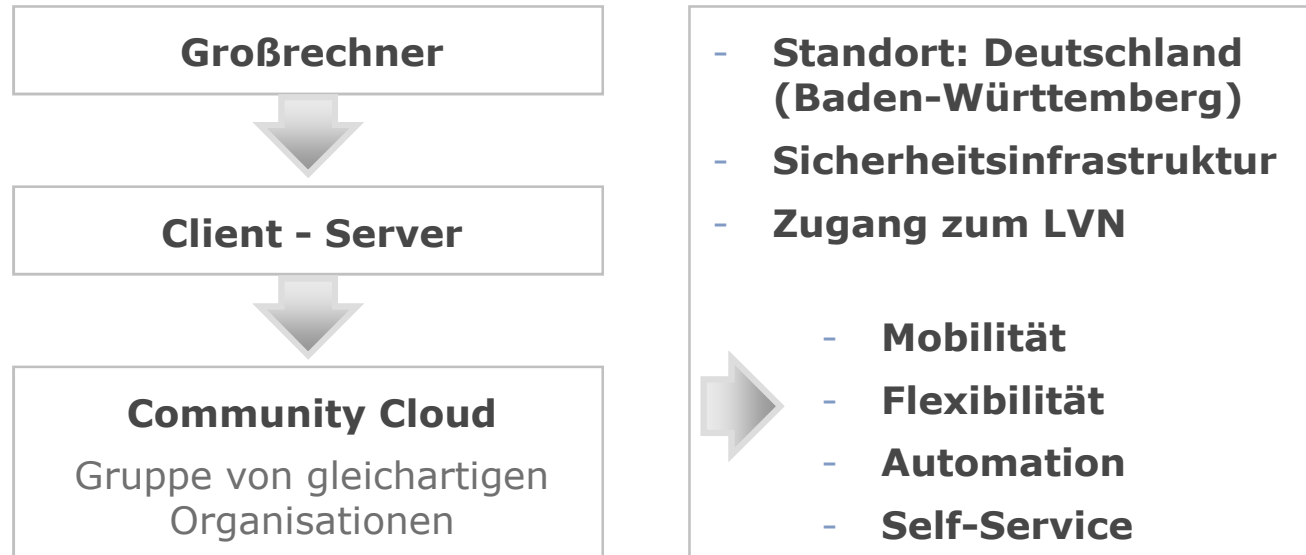 Großrechner
Client - Server
Community Cloud
Gruppe von gleichartigen
Organisationen
- Standort: Deutschland
(Baden-Württemberg)
- Sicherheitsinfrastruktur
- Zugang zum LVN
- Mobilität
- Flexibilität
- Automation
- Self-Service